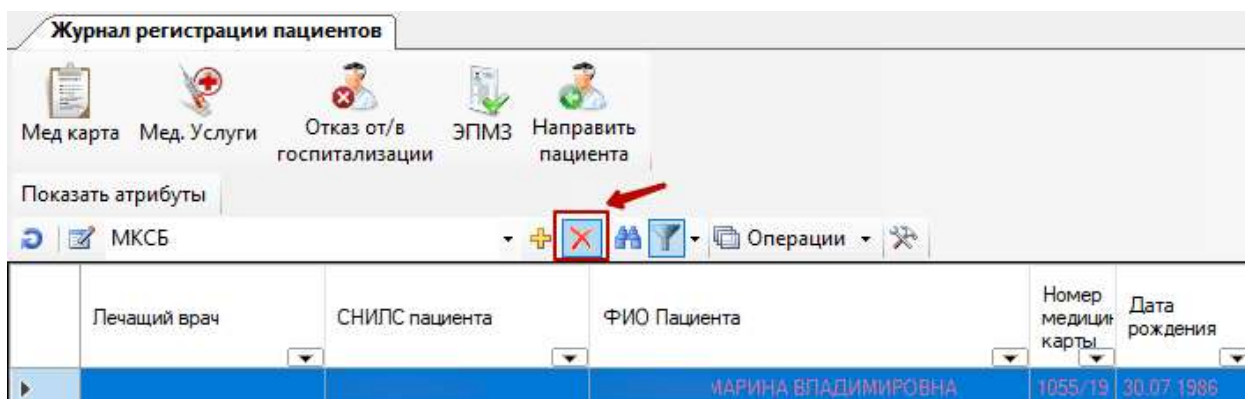 Журнал регистрации пациентов
Мед карта Мед. Услуги Отказ от/в госпитализации ЭПМЗ Направить пациента
Показать атрибуты
МКСБ Операции
Лечащий врач СНИЛС пациента ФИО Пациента Номер медицин карты Дата рождения
МАРИНА ВЛАДИМИРОВНА 1055/19 30.07.1986